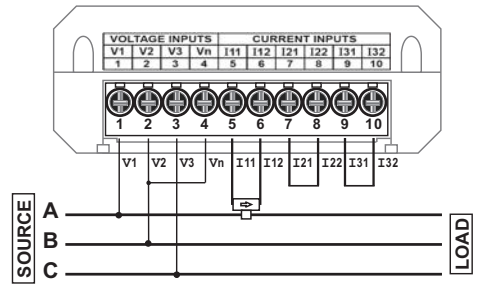 VOLTAGE INPUTS CURRENT INPUTS
V1 V2 V3 Vn I11 I12 I21 I22 I31 I32
1 2 3 4 5 6 7 8 9 10
1 2 3 4 5 6 7 8 9 10
V1 V2 V3 Vn I11 I12 I21 I22 I31 I32
SOURCE
A
B
C
LOAD